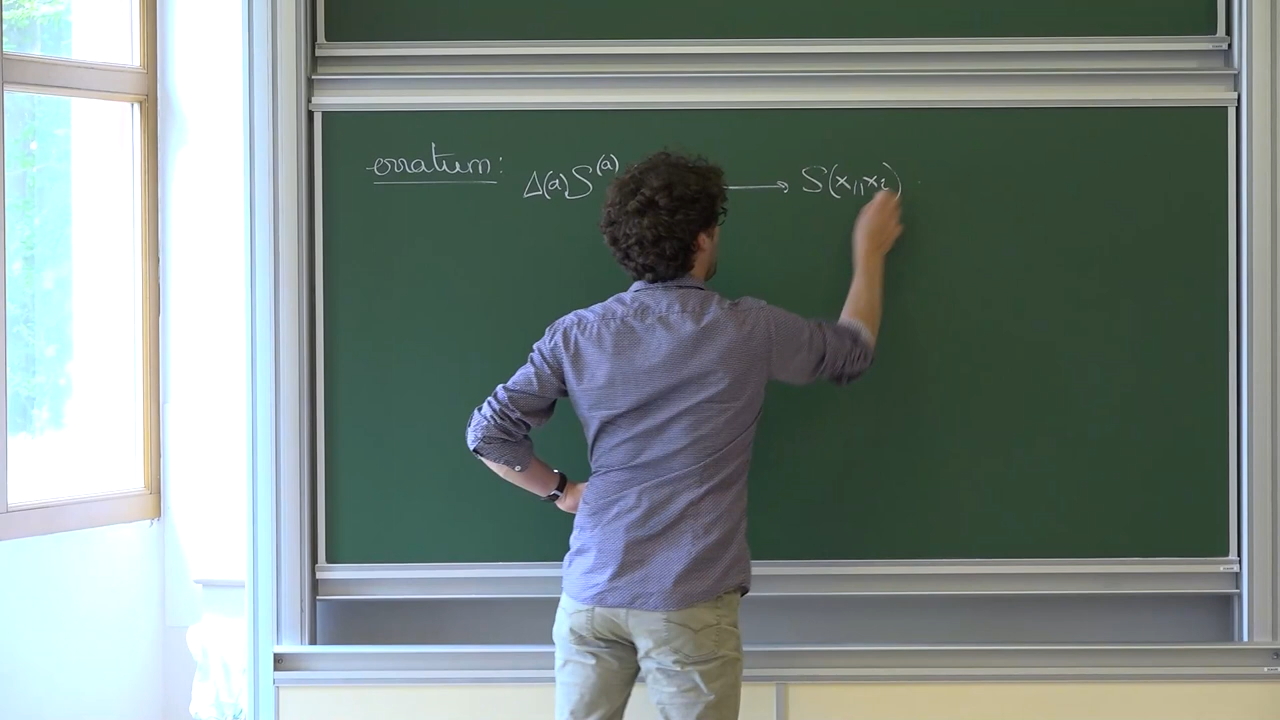 erratum: Δ(a)S^(a) → S(x₁,x₂)